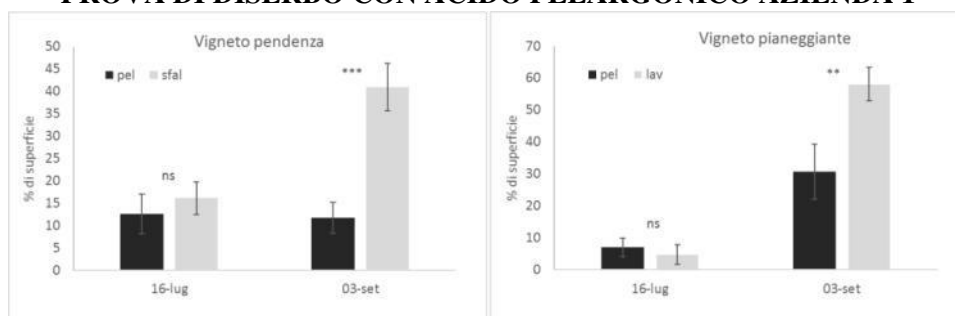 PROVA DI DISERBO CON ACIDO PELARGONICO AZIENDA 1
Vigneto pendenza
pel sfal
% di superficie
50
45
40
35
30
25
20
15
10
5
0
ns
***
16-lug
03-set
Vigneto pianeggiante
pel lav
% di superficie
70
60
50
40
30
20
10
0
ns
**
16-lug
03-set